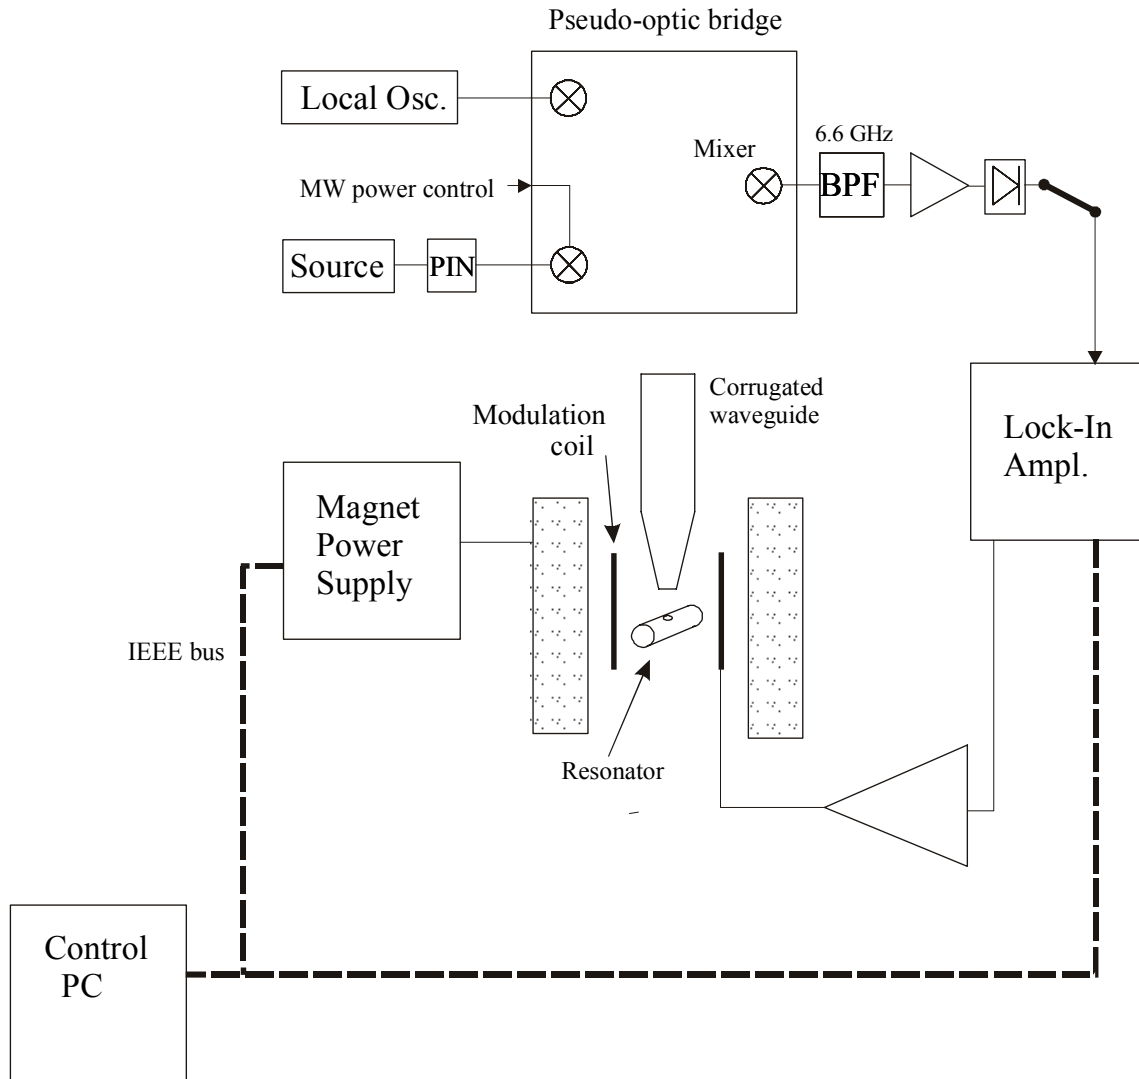 Pseudo-optic bridge
Local Osc.
6.6 GHz
Mixer
BPF
MW power control
Source
PIN
Corrugated
waveguide
Modulation
coil
Lock-In
Ampl.
Magnet
Power
Supply
IEEE bus
Resonator
Control
PC